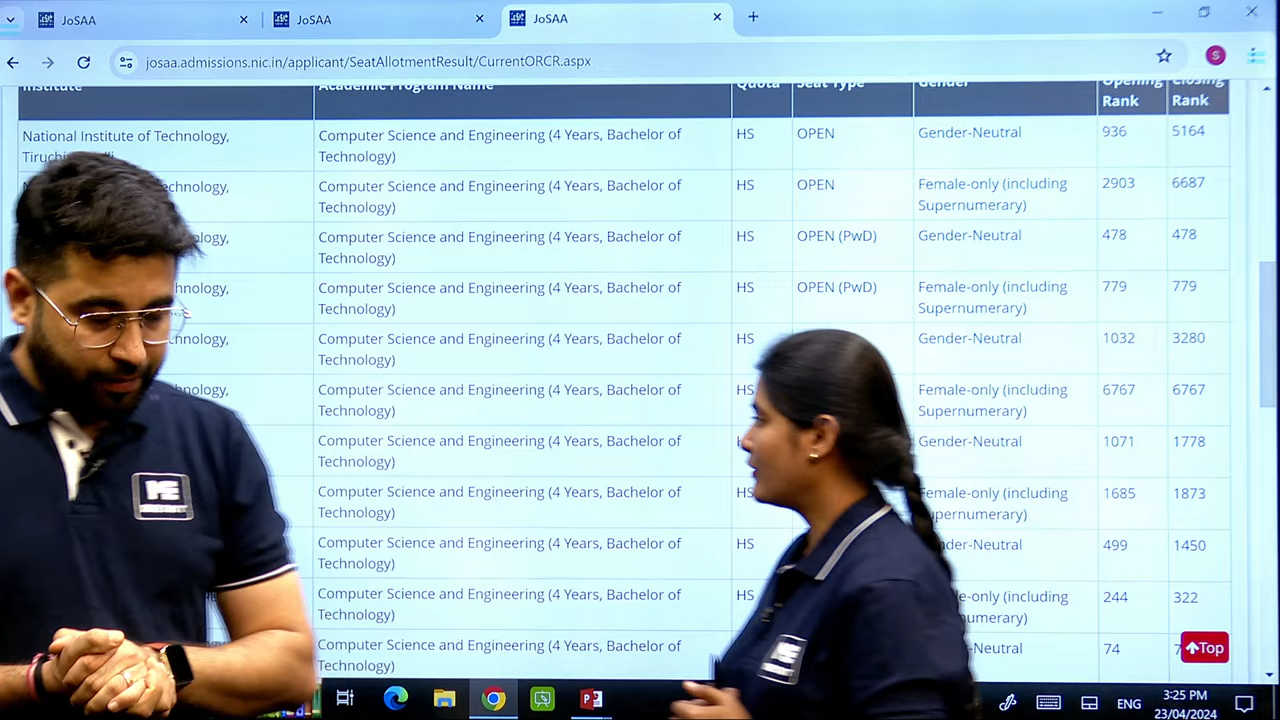 JoSAA
JoSAA
JoSAA
josaa.admissions.nic.in/applicant/SeatAllotmentResult/CurrentORCR.aspx
Institute Academic Program Name Quota Seat Type Gender Opening Closing
Rank Rank
National Institute of Technology, Computer Science and Engineering (4 Years, Bachelor of HS OPEN Gender-Neutral 936 5164
Technology)
Computer Science and Engineering (4 Years, Bachelor of HS OPEN Female-only (including 2903 6687
Technology) Supernumerary)
Computer Science and Engineering (4 Years, Bachelor of HS OPEN (PwD) Gender-Neutral 478 478
Technology)
Computer Science and Engineering (4 Years, Bachelor of HS OPEN (PwD) Female-only (including 779 779
Technology) Supernumerary)
Computer Science and Engineering (4 Years, Bachelor of HS Gender-Neutral 1032 3280
Technology)
Computer Science and Engineering (4 Years, Bachelor of HS Female-only (including 6767 6767
Technology) Supernumerary)
Computer Science and Engineering (4 Years, Bachelor of Gender-Neutral 1071 1778
Technology)
Computer Science and Engineering (4 Years, Bachelor of HS (including 1685 1873
Technology)
Computer Science and Engineering (4 Years, Bachelor of HS 499 1450
Technology)
Computer Science and Engineering (4 Years, Bachelor of HS (including 244 322
Technology)
Computer Science and Engineering (4 Years, Bachelor of 74
Technology)
Top
ENG 3:25 PM
23/04/2024